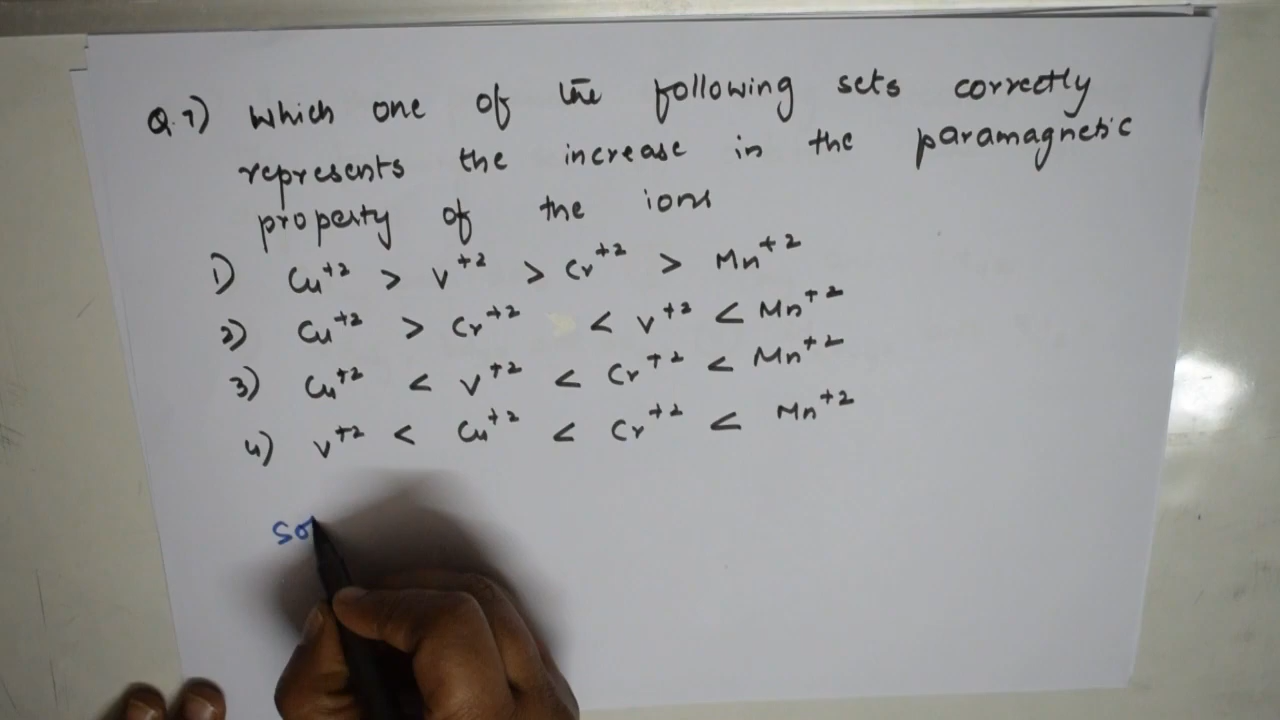 Q.7) Which one of the following sets correctly
represents the increase in the paramagnetic
property of the ions
1) Cu+2 > V+2 > Cr+2 > Mn+2
2) Cu+2 > Cr+2 < V+2 < Mn+2
3) Cu+2 < V+2 < Cr+2 < Mn+2
4) V+2 < Cu+2 < Cr+2 < Mn+2
so